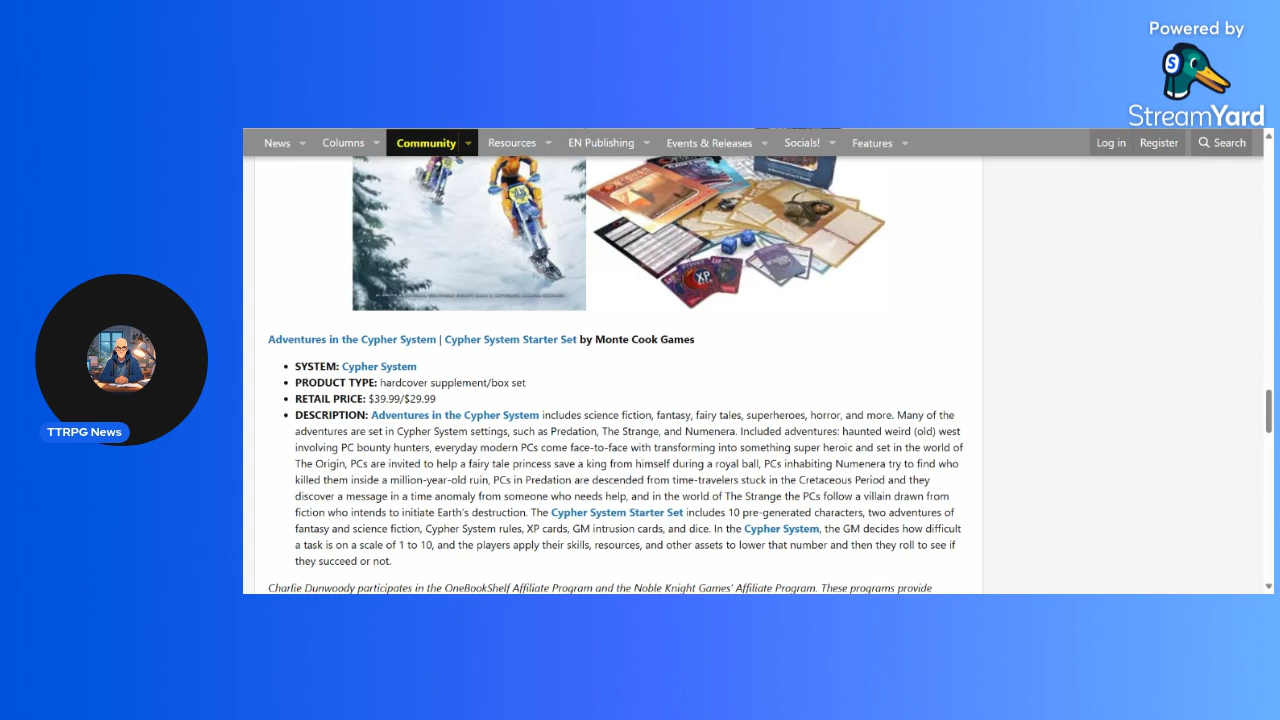 Powered by
StreamYard
News Columns Community Resources EN Publishing Events & Releases Socials! Features Log in Register Search
XP
Adventures in the Cypher System | Cypher System Starter Set by Monte Cook Games
• SYSTEM: Cypher System
• PRODUCT TYPE: hardcover supplement/box set
• RETAIL PRICE: $39.99/$29.99
• DESCRIPTION: Adventures in the Cypher System includes science fiction, fantasy, fairy tales, superheroes, horror, and more. Many of the
adventures are set in Cypher System settings, such as Predation, The Strange, and Numenera. Included adventures: haunted weird (old) west
involving PC bounty hunters, everyday modern PCs come face-to-face with transforming into something super heroic and set in the world of
The Origin, PCs are invited to help a fairy tale princess save a king from himself during a royal ball, PCs inhabiting Numenera try to find who
killed them inside a million-year-old ruin, PCs in Predation are descended from time-travelers stuck in the Cretaceous Period and they
discover a message in a time anomaly from someone who needs help, and in the world of The Strange the PCs follow a villain drawn from
fiction who intends to initiate Earth's destruction. The Cypher System Starter Set includes 10 pre-generated characters, two adventures of
fantasy and science fiction, Cypher System rules, XP cards, GM intrusion cards, and dice. In the Cypher System, the GM decides how difficult
a task is on a scale of 1 to 10, and the players apply their skills, resources, and other assets to lower that number and then they roll to see if
they succeed or not.
Charlie Dunwoody participates in the OneBookShelf Affiliate Program and the Noble Knight Games' Affiliate Program. These programs provide
TTRPG News